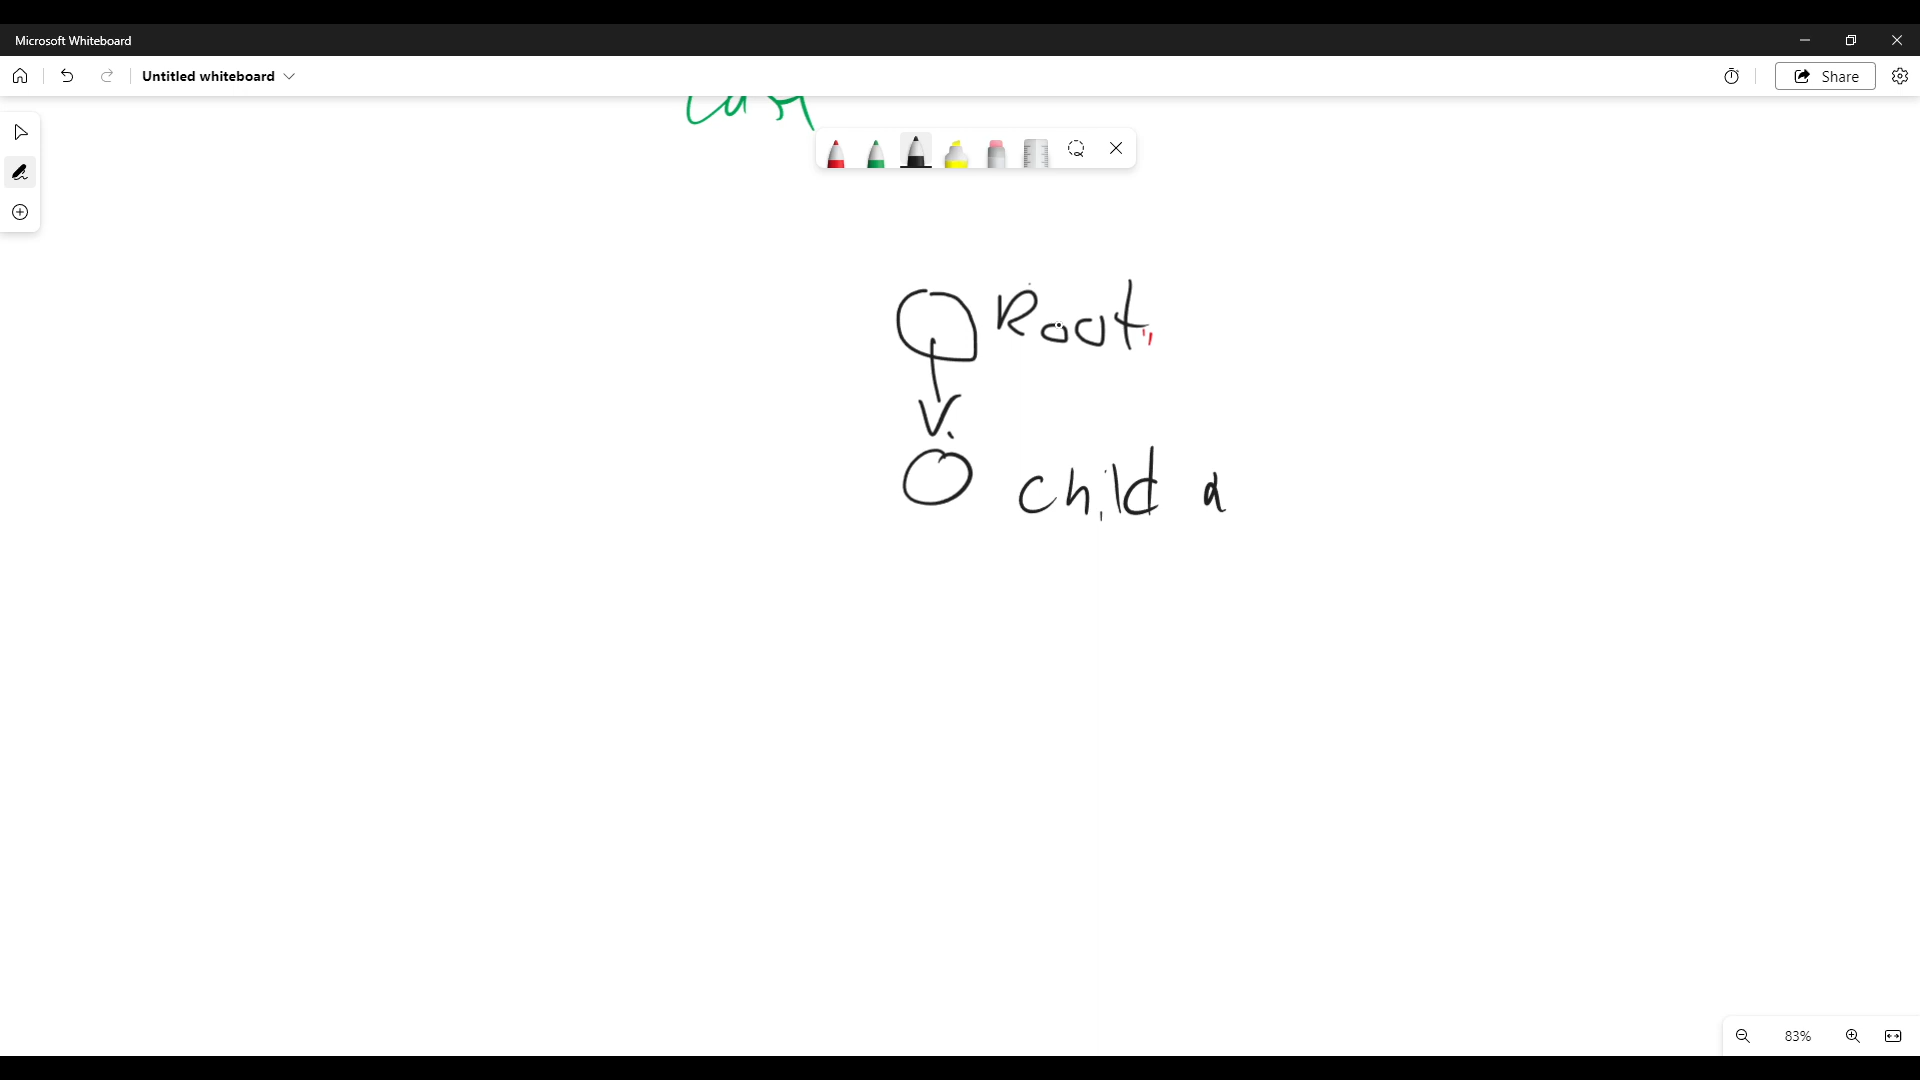 Microsoft Whiteboard
Untitled whiteboard
Share
Root
child a
83%